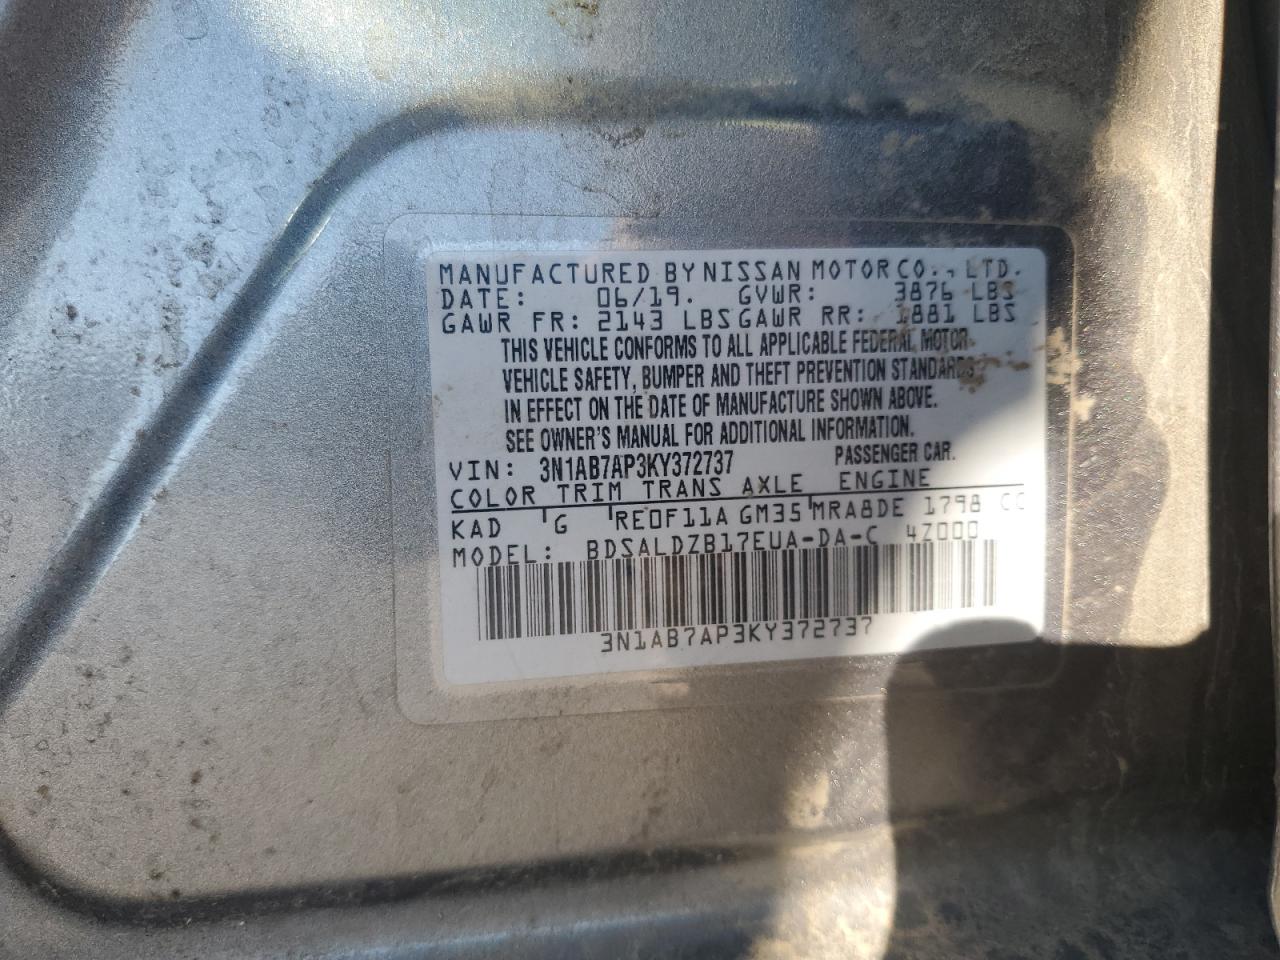 MANUFACTURED BY NISSAN MOTOR CO., LTD.
DATE: 06/19. GVWR: 3876 LBS
GAWR FR: 2143 LBS GAWR RR: 1881 LBS
THIS VEHICLE CONFORMS TO ALL APPLICABLE FEDERAL MOTOR
VEHICLE SAFETY, BUMPER AND THEFT PREVENTION STANDARDS
IN EFFECT ON THE DATE OF MANUFACTURE SHOWN ABOVE.
SEE OWNER'S MANUAL FOR ADDITIONAL INFORMATION.
VIN: 3N1AB7AP3KY372737 PASSENGER CAR.
COLOR TRIM TRANS AXLE ENGINE
KAD G RE0F11A GM35 MRA8DE 1798 CC
MODEL: BDSALDZB17EUA-DA-C 4Z000
3N1AB7AP3KY372737